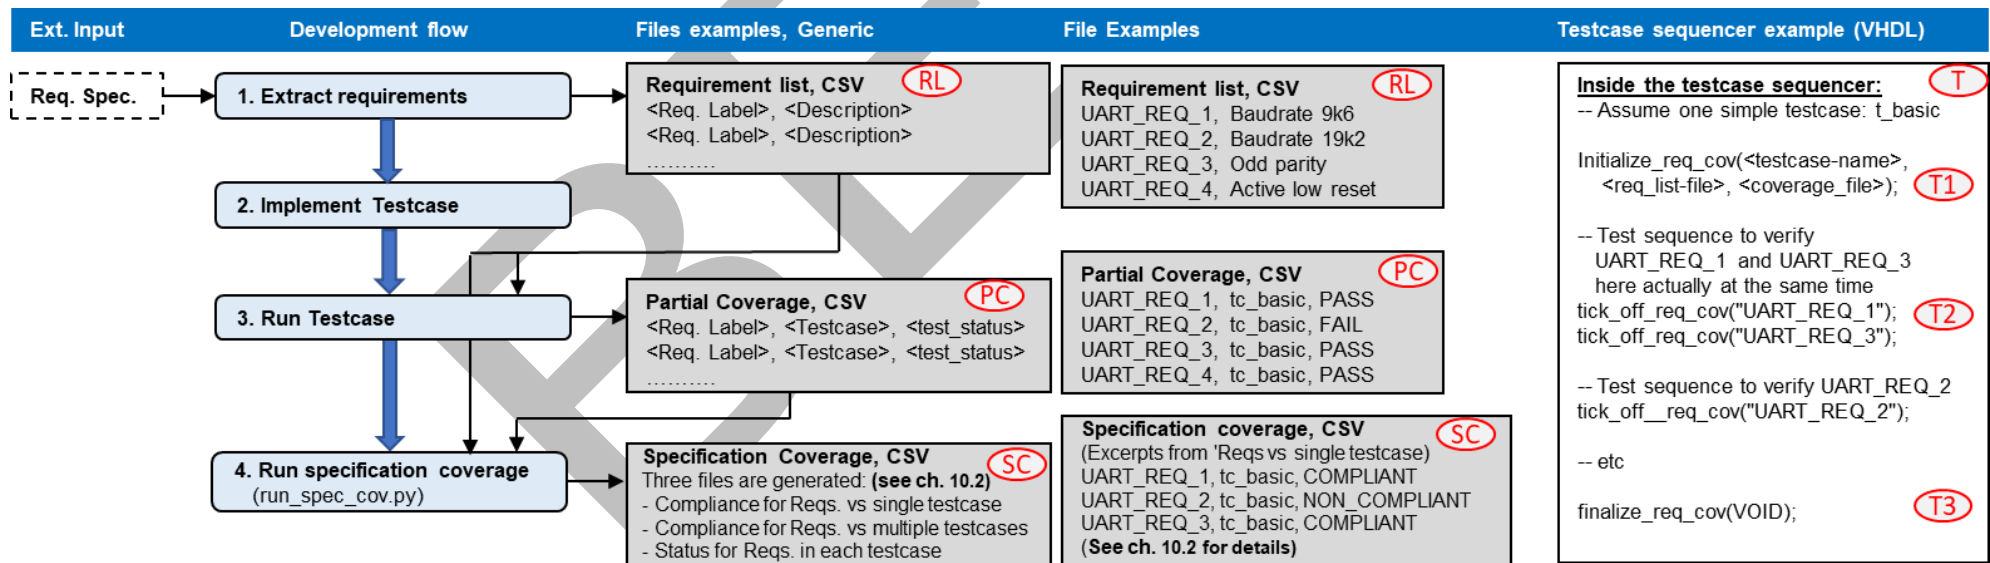 Ext. Input
Development flow
Files examples, Generic
File Examples
Testcase sequencer example (VHDL)
Req. Spec.
1. Extract requirements
2. Implement Testcase
3. Run Testcase
4. Run specification coverage
(run_spec_cov.py)
Requirement list, CSV
RL
<Req. Label>, <Description>
<Req. Label>, <Description>
..........
Partial Coverage, CSV
PC
<Req. Label>, <Testcase>, <test_status>
<Req. Label>, <Testcase>, <test_status>
..........
Specification Coverage, CSV
SC
Three files are generated: (see ch. 10.2)
- Compliance for Reqs. vs single testcase
- Compliance for Reqs. vs multiple testcases
- Status for Reqs. in each testcase
Requirement list, CSV
RL
UART_REQ_1, Baudrate 9k6
UART_REQ_2, Baudrate 19k2
UART_REQ_3, Odd parity
UART_REQ_4, Active low reset
Partial Coverage, CSV
PC
UART_REQ_1, tc_basic, PASS
UART_REQ_2, tc_basic, FAIL
UART_REQ_3, tc_basic, PASS
UART_REQ_4, tc_basic, PASS
Specification coverage, CSV
SC
(Excerpts from 'Reqs vs single testcase)
UART_REQ_1, tc_basic, COMPLIANT
UART_REQ_2, tc_basic, NON_COMPLIANT
UART_REQ_3, tc_basic, COMPLIANT
(See ch. 10.2 for details)
Inside the testcase sequencer:
T
-- Assume one simple testcase: t_basic
Initialize_req_cov(<testcase-name>,
<req_list-file>, <coverage_file>);
T1
-- Test sequence to verify
UART_REQ_1 and UART_REQ_3
here actually at the same time
tick_off_req_cov("UART_REQ_1");
T2
tick_off_req_cov("UART_REQ_3");
-- Test sequence to verify UART_REQ_2
tick_off__req_cov("UART_REQ_2");
-- etc
finalize_req_cov(VOID);
T3